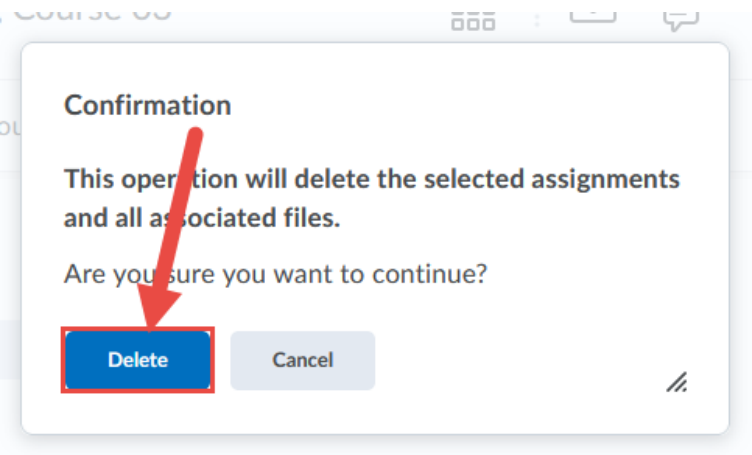 Course
Confirmation
This operation will delete the selected assignments
and all associated files.
Are you sure you want to continue?
Delete
Cancel